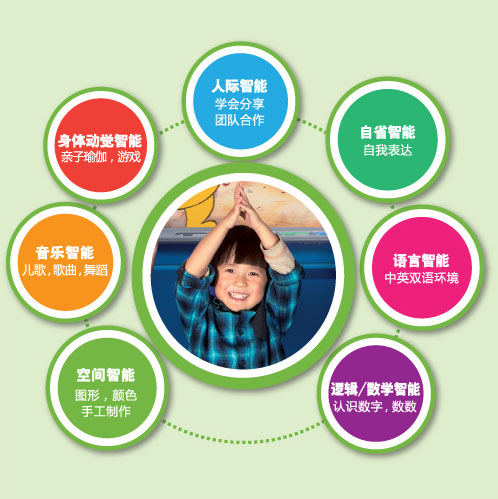 人际智能
学会分享
团队合作
自省智能
自我表达
语言智能
中英双语环境
逻辑/数学智能
认识数字，数数
空间智能
图形，颜色
手工制作
音乐智能
儿歌，歌曲，舞蹈
身体动觉智能
亲子瑜伽，游戏